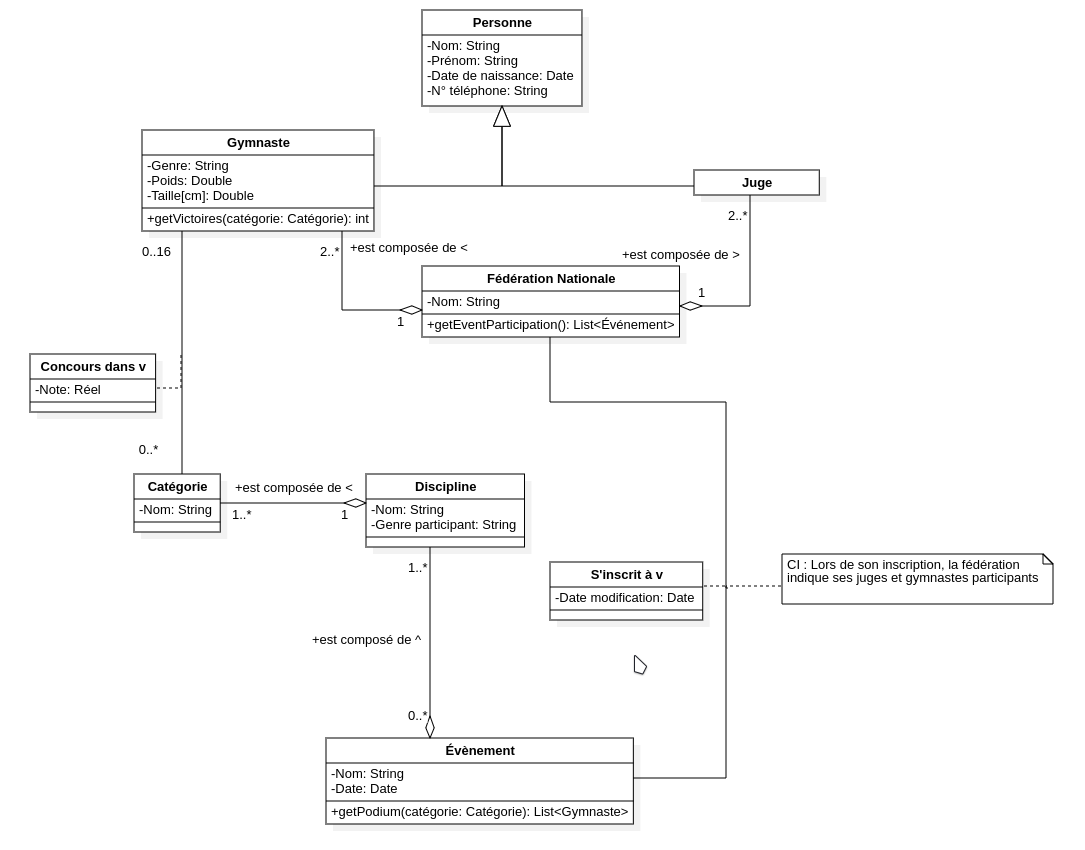 Personne
-Nom: String
-Prénom: String
-Date de naissance: Date
-N° téléphone: String
Gymnaste
-Genre: String
-Poids: Double
-Taille[cm]: Double
+getVictoires(catégorie: Catégorie): int
Juge
2..*
0..16
2..*
+est composée de <
+est composée de >
Fédération Nationale
-Nom: String
+getEventParticipation(): List<Événement>
1
1
Concours dans v
-Note: Réel
0..*
Catégorie
-Nom: String
+est composée de <
1..*
1
Discipline
-Nom: String
-Genre participant: String
1..*
S'inscrit à v
-Date modification: Date
CI : Lors de son inscription, la fédération
indique ses juges et gymnastes participants
+est composé de ^
0..*
Évènement
-Nom: String
-Date: Date
+getPodium(catégorie: Catégorie): List<Gymnaste>